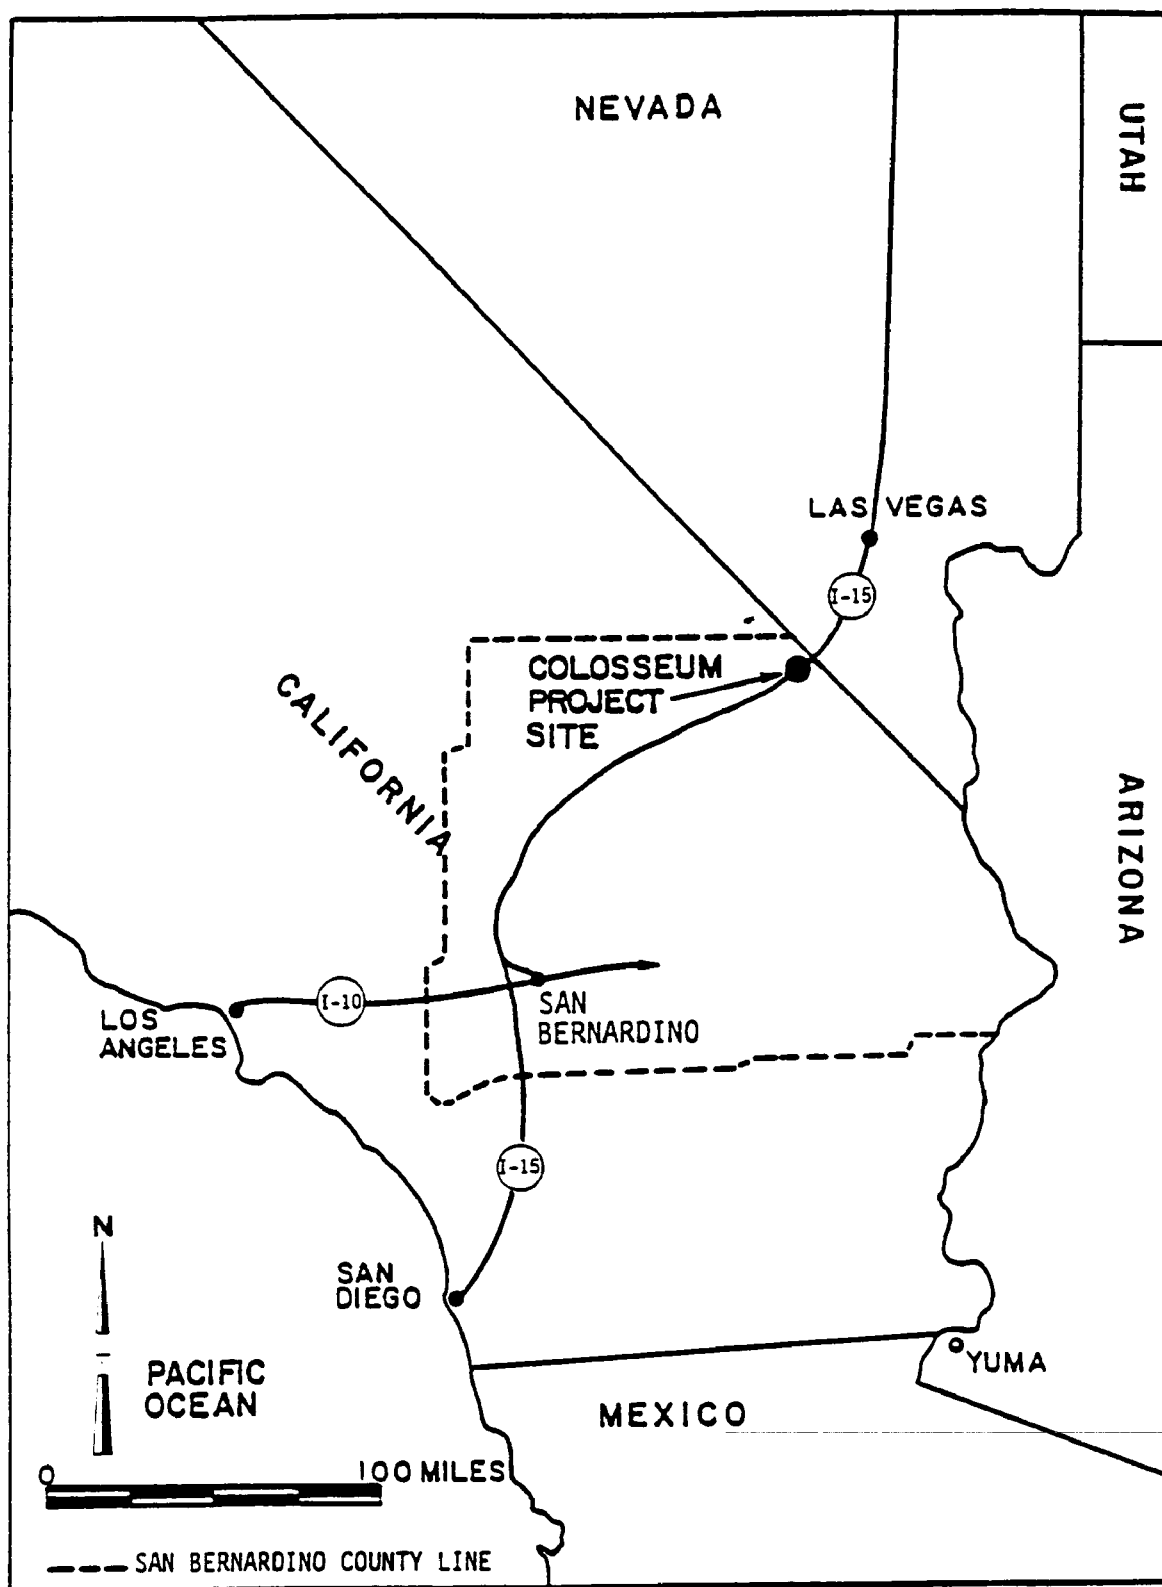 NEVADA
UTAH
LAS VEGAS
I-15
COLOSSEUM
PROJECT
SITE
CALIFORNIA
ARIZONA
I-10
LOS
ANGELES
SAN
BERNARDINO
I-15
N
SAN
DIEGO
YUMA
PACIFIC
OCEAN
MEXICO
0 100 MILES
SAN BERNARDINO COUNTY LINE